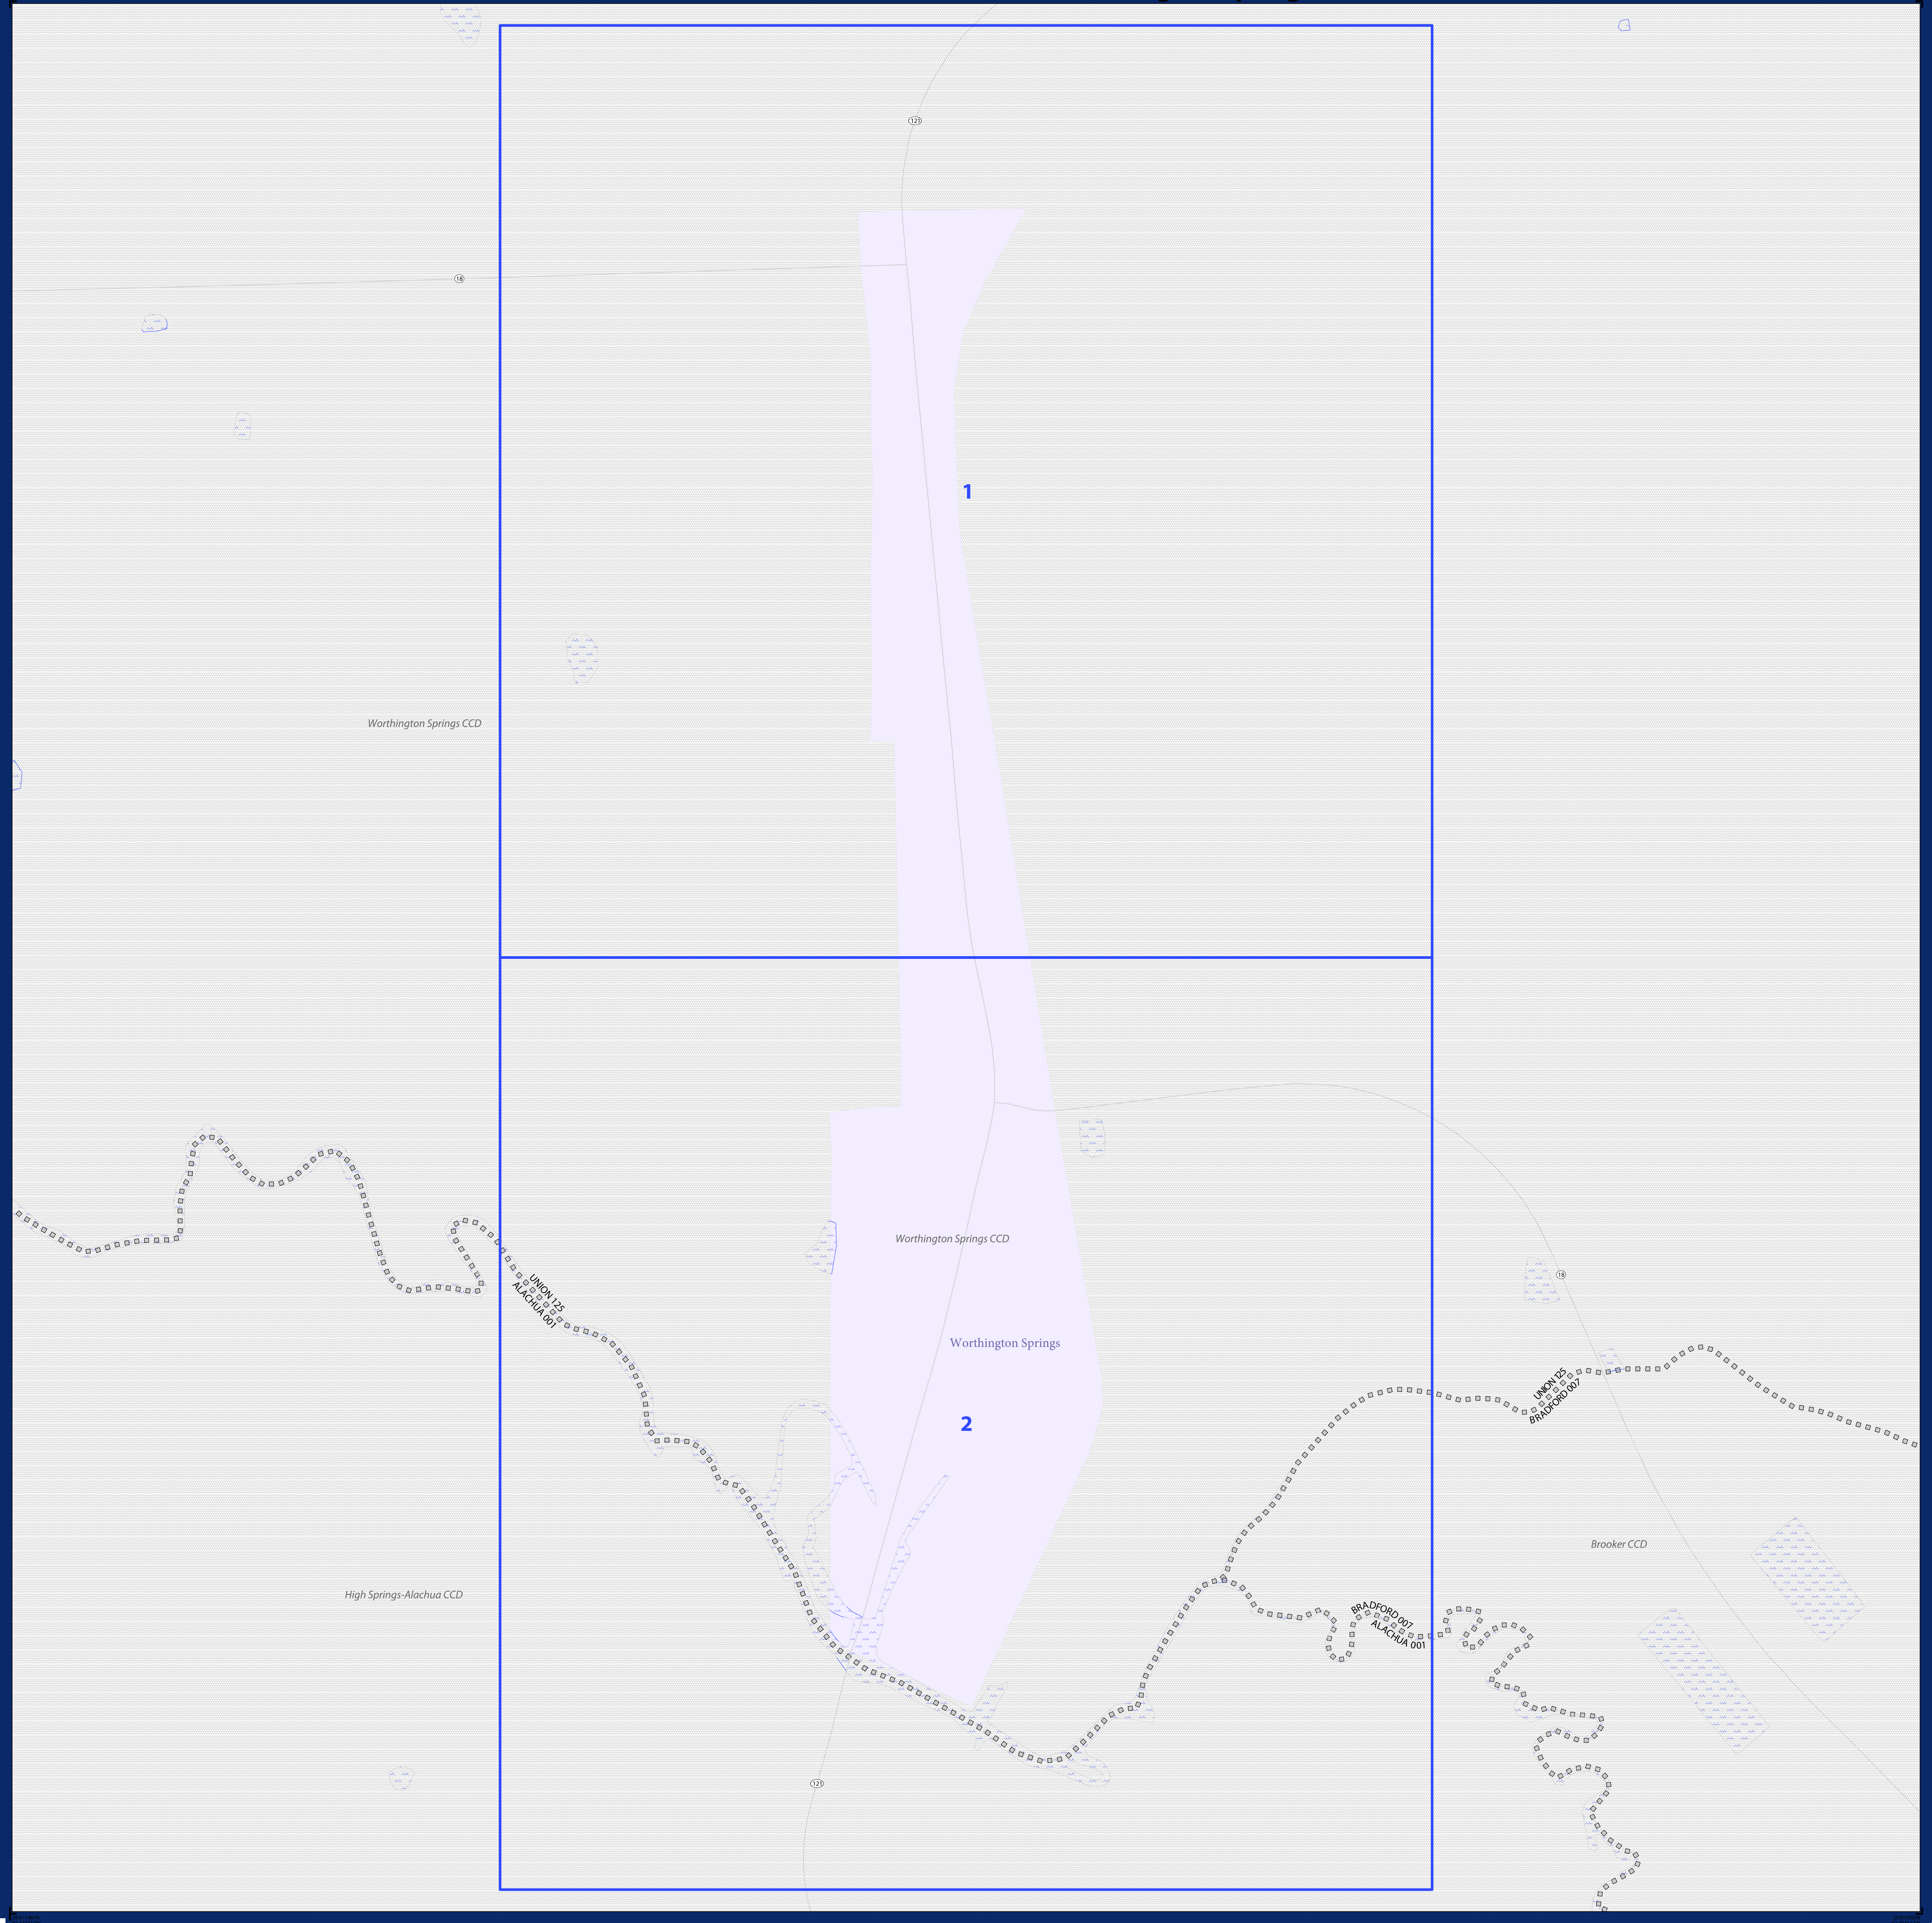 121
18
1
Worthington Springs CCD
Worthington Springs CCD
18
UNION 125
ALACHUA 001
Worthington Springs
UNION 125
BRADFORD 007
2
Brooker CCD
High Springs-Alachua CCD
BRADFORD 007
ALACHUA 001
121